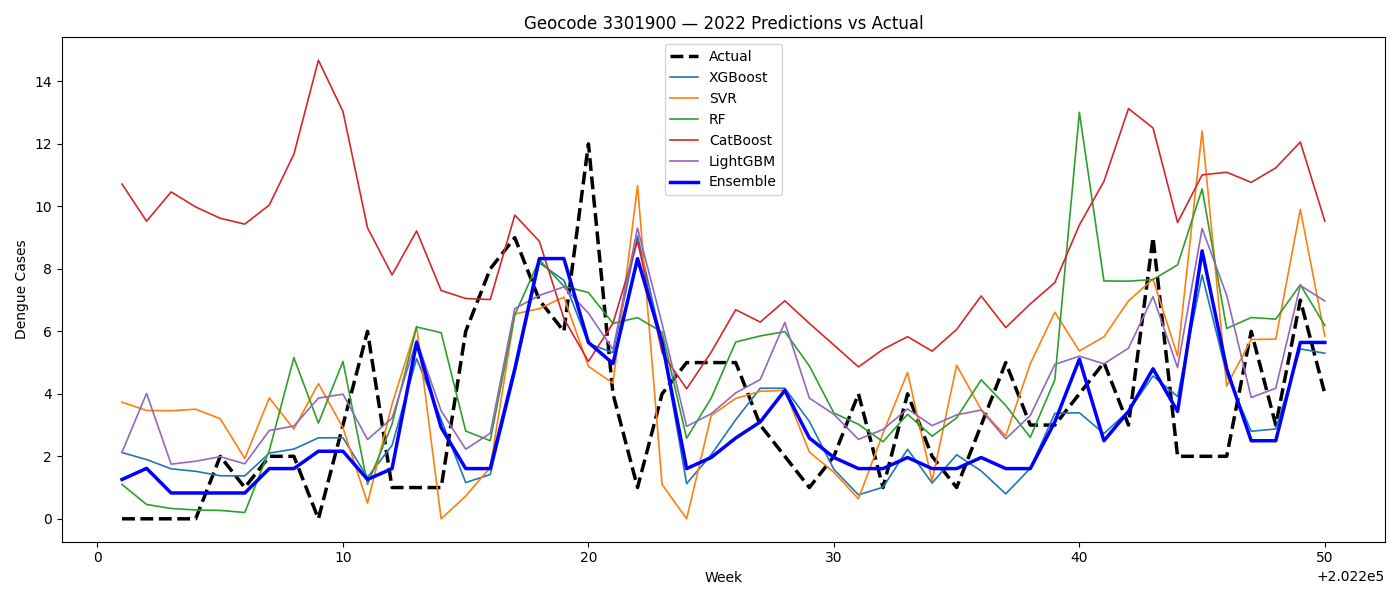 Geocode 3301900 — 2022 Predictions vs Actual
Actual
XGBoost
SVR
RF
CatBoost
LightGBM
Ensemble
Dengue Cases
14
12
10
8
6
4
2
0
0 10 20 30 40 50
Week
+2.022e5